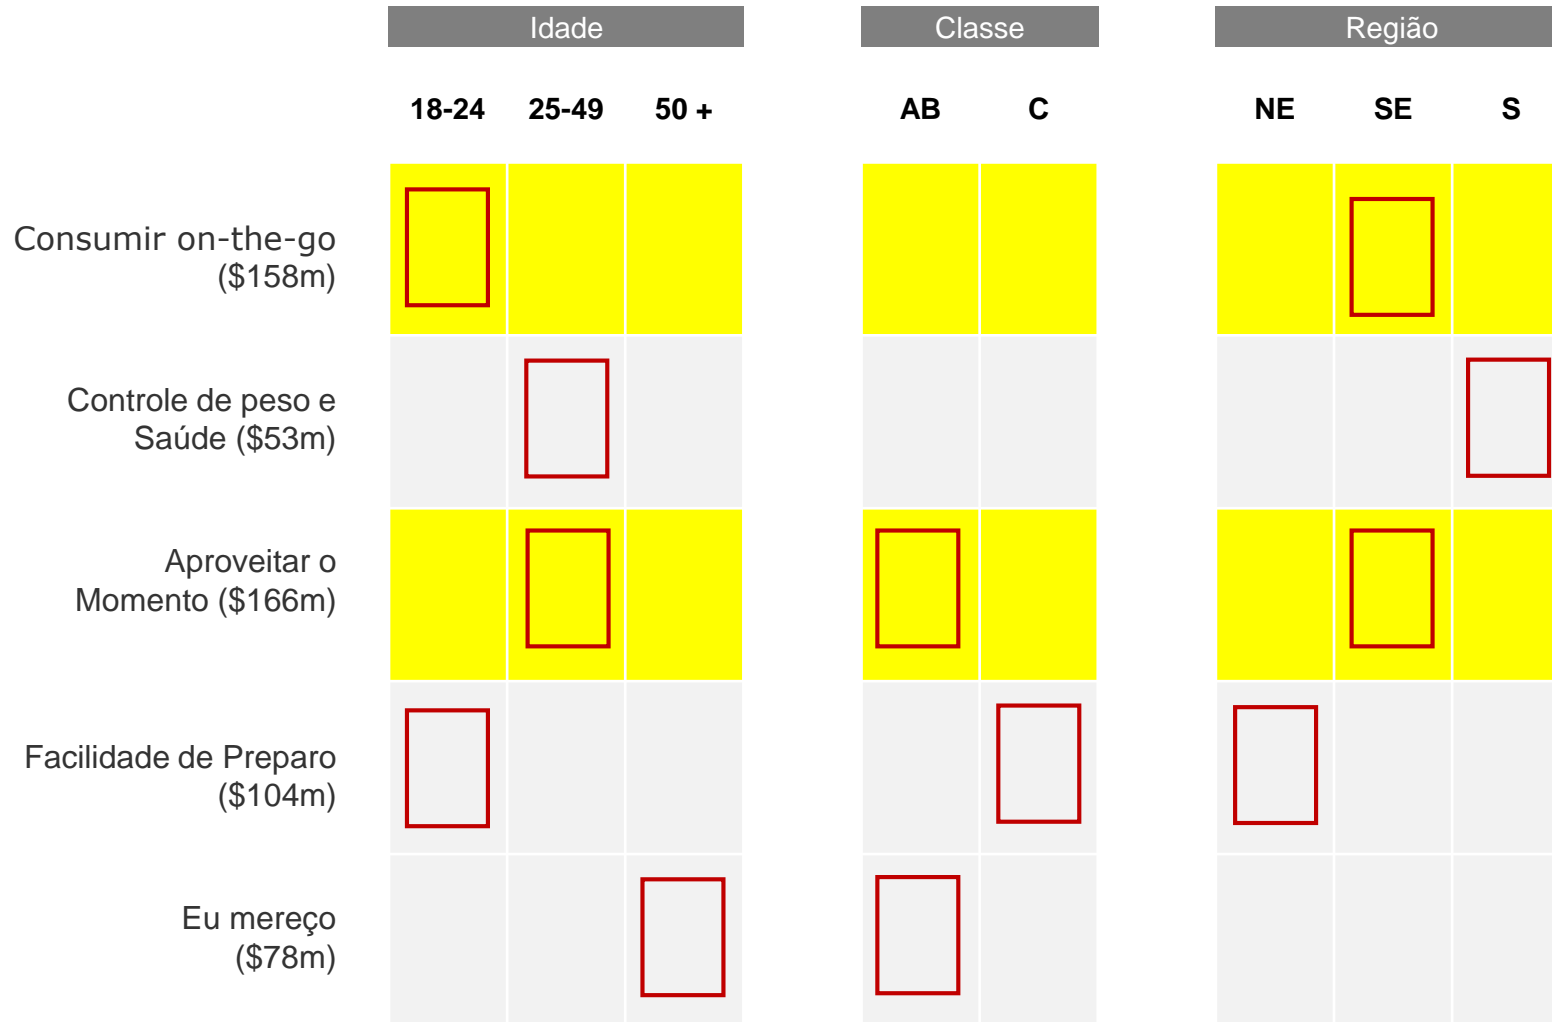 Idade Classe Região
18-24 25-49 50 + AB C NE SE S
Consumir on-the-go
($158m)
Controle de peso e
Saúde ($53m)
Aproveitar o
Momento ($166m)
Facilidade de Preparo
($104m)
Eu mereço
($78m)